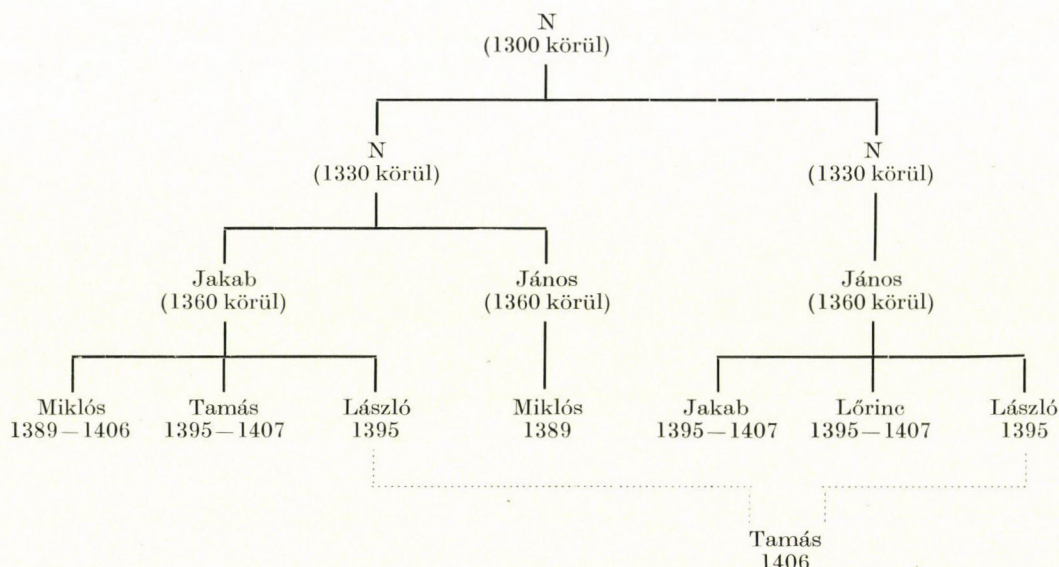 N
(1300 körül)
N
(1330 körül)
N
(1330 körül)
Jakab
(1360 körül)
János
(1360 körül)
János
(1360 körül)
Miklós
1389—1406
Tamás
1395—1407
László
1395
Miklós
1389
Jakab
1395—1407
Lőrinc
1395—1407
László
1395
Tamás
1406